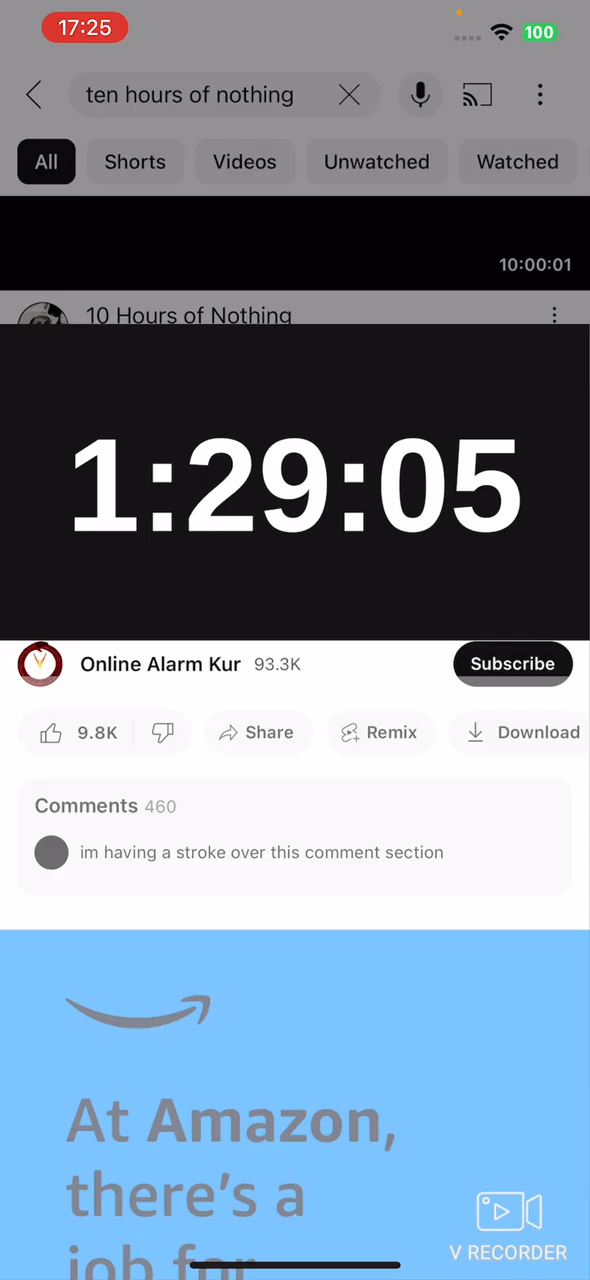 17:25
100
ten hours of nothing
All
Shorts
Videos
Unwatched
Watched
10:00:01
10 Hours of Nothing
1:29:05
Online Alarm Kur 93.3K
Subscribe
9.8K
Share
Remix
Download
Comments 460
im having a stroke over this comment section
At Amazon,
there's a
job for
V RECORDER